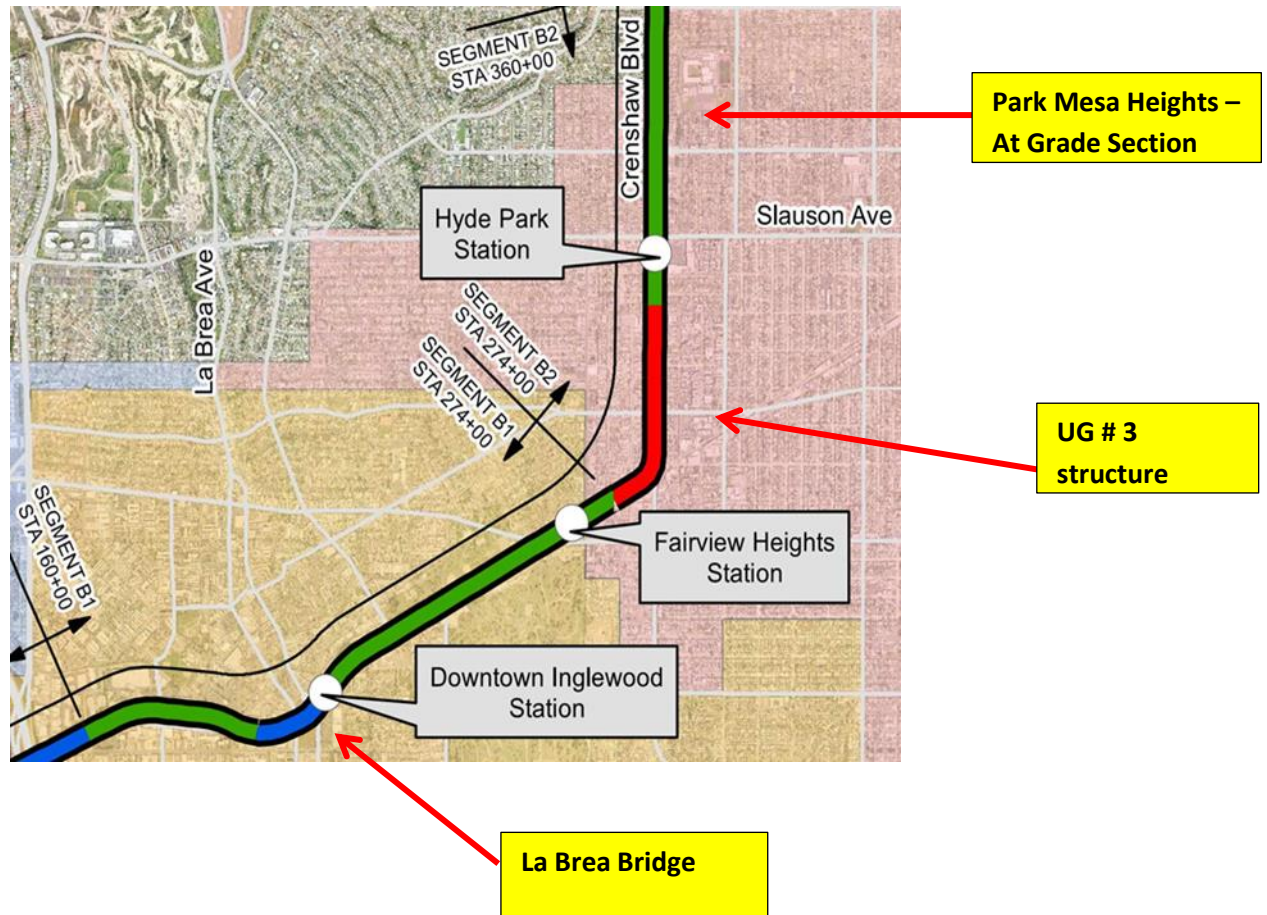 SEGMENT B2
STA 360+00
Crenshaw Blvd
Park Mesa Heights –
At Grade Section
Hyde Park
Station
Slauson Ave
La Brea Ave
SEGMENT B2
STA 274+00
SEGMENT B1
STA 274+00
UG # 3
structure
SEGMENT B1
STA 160+00
Fairview Heights
Station
Downtown Inglewood
Station
La Brea Bridge